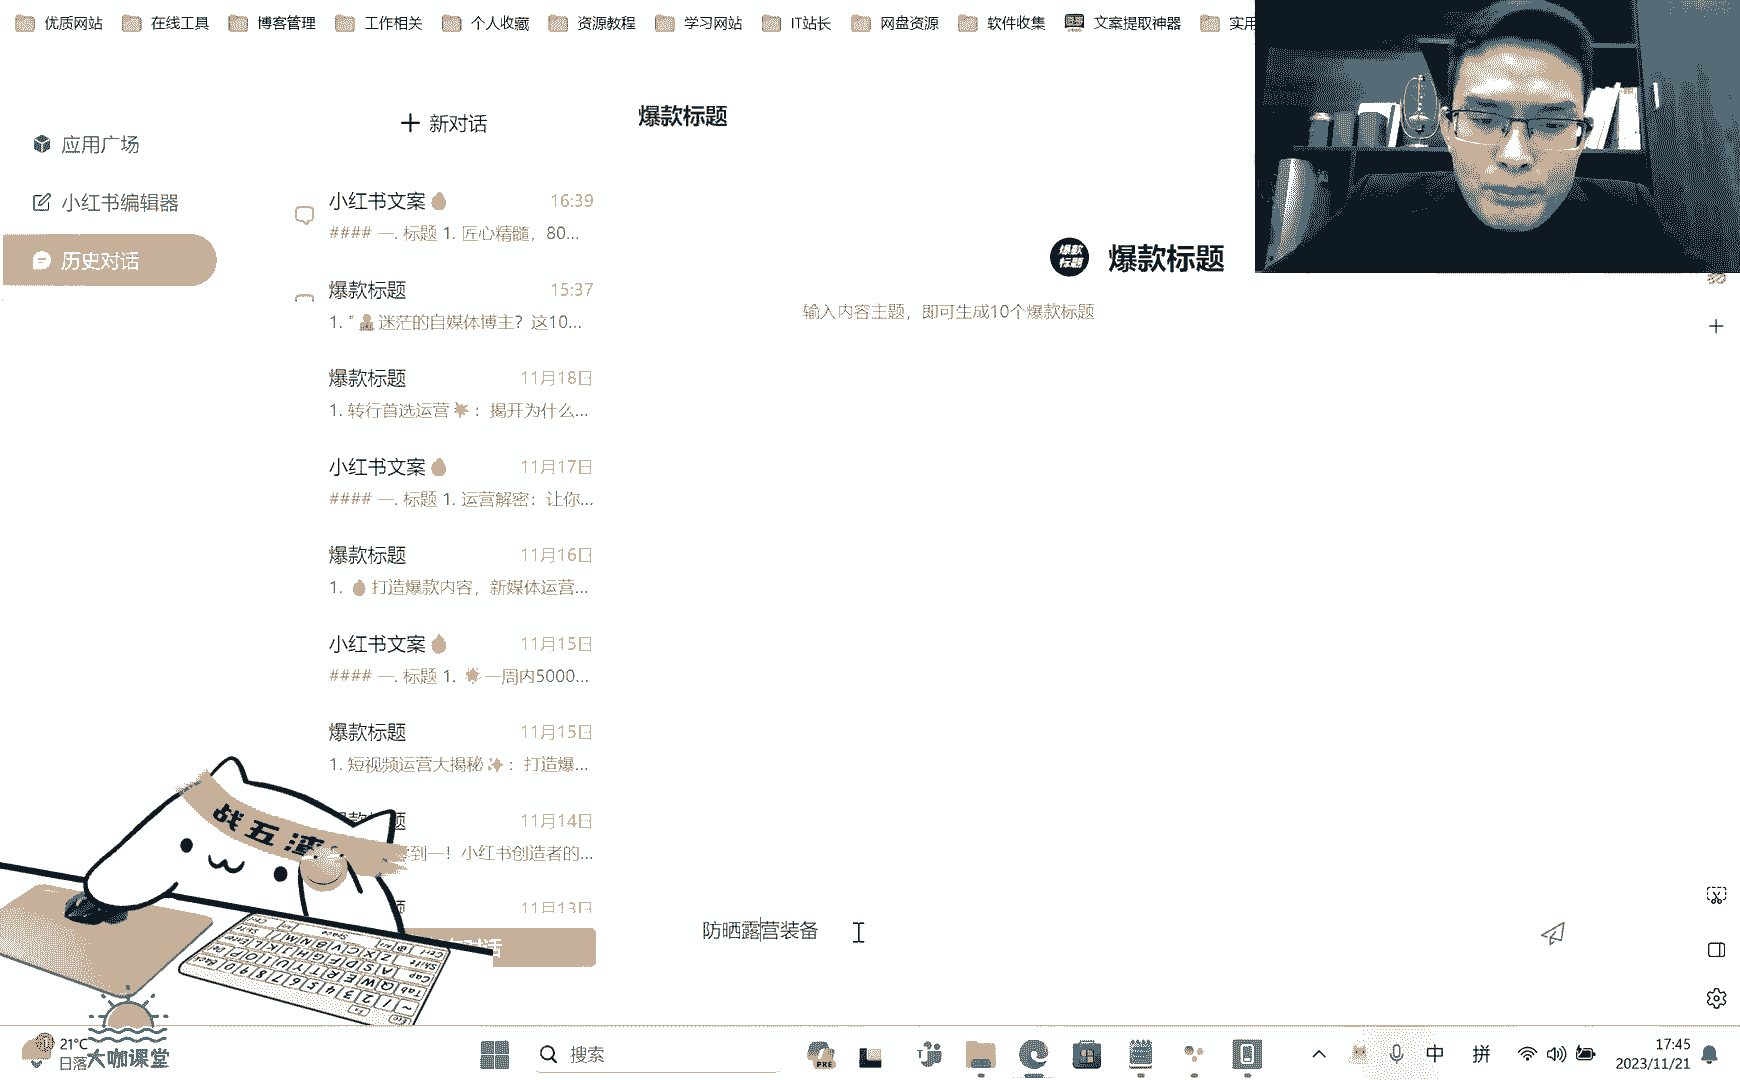 优质网站
在线工具
博客管理
工作相关
个人收藏
资源教程
学习网站
IT站长
网盘资源
软件收集
文案提取神器
实用
应用广场
小红书编辑器
历史对话
新对话
小红书文案 16:39
#### 一. 标题 1. 匠心精髓，80...
爆款标题 15:37
1. "迷茫的自媒体博主？这10...
爆款标题 11月18日
1. 转行首选运营：揭开为什么...
小红书文案 11月17日
#### 一. 标题 1. 运营解密：让你...
爆款标题 11月16日
1. 打造爆款内容，新媒体运营...
小红书文案 11月15日
#### 一. 标题 1. 一周内5000...
爆款标题 11月15日
1. 短视频运营大揭秘：打造爆...
题 11月14日
到一！小红书创造者的...
11月13日
对话
爆款标题
爆款标题
爆款标题
输入内容主题，即可生成10个爆款标题
防晒露营装备
战五渣
大咖课堂
21°C
日落
搜索
PRE
中
拼
17:45
2023/11/21